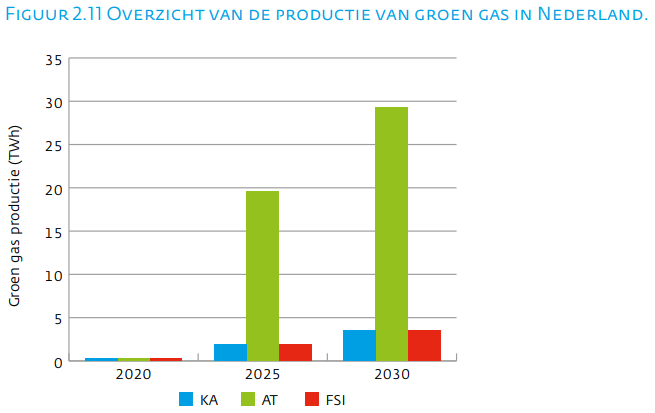 Figuur 2.11 Overzicht van de productie van groen gas in Nederland.
Groen gas productie (TWh)
35
30
25
20
15
10
5
0
2020 2025 2030
KA AT FSI